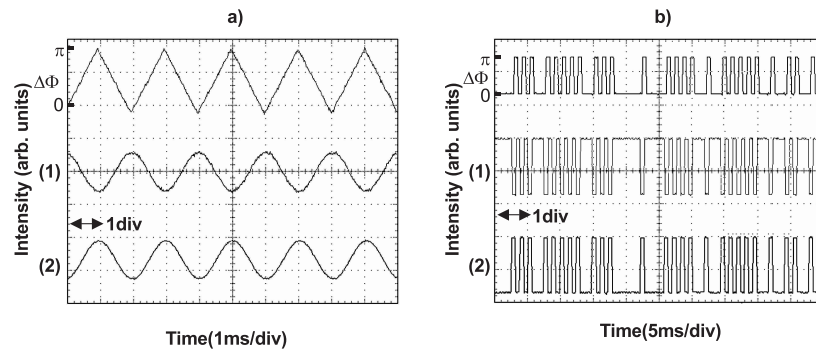 a)
π
ΔΦ
0
(1)
1div
(2)
Intensity (arb. units)
Time(1ms/div)
b)
π
ΔΦ
0
(1)
1div
(2)
Intensity (arb. units)
Time(5ms/div)